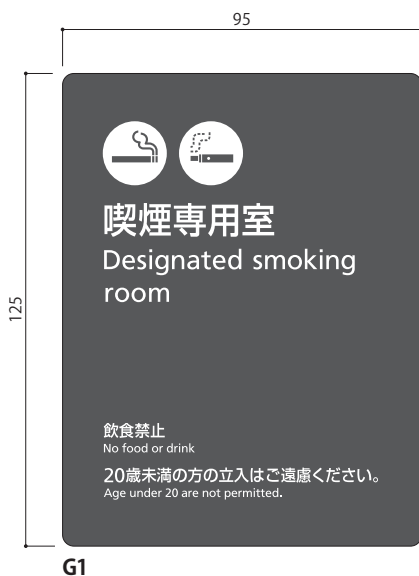 95
125
喫煙専用室
Designated smoking
room
飲食禁止
No food or drink
20歳未満の方の立入はご遠慮ください。
Age under 20 are not permitted.
G1